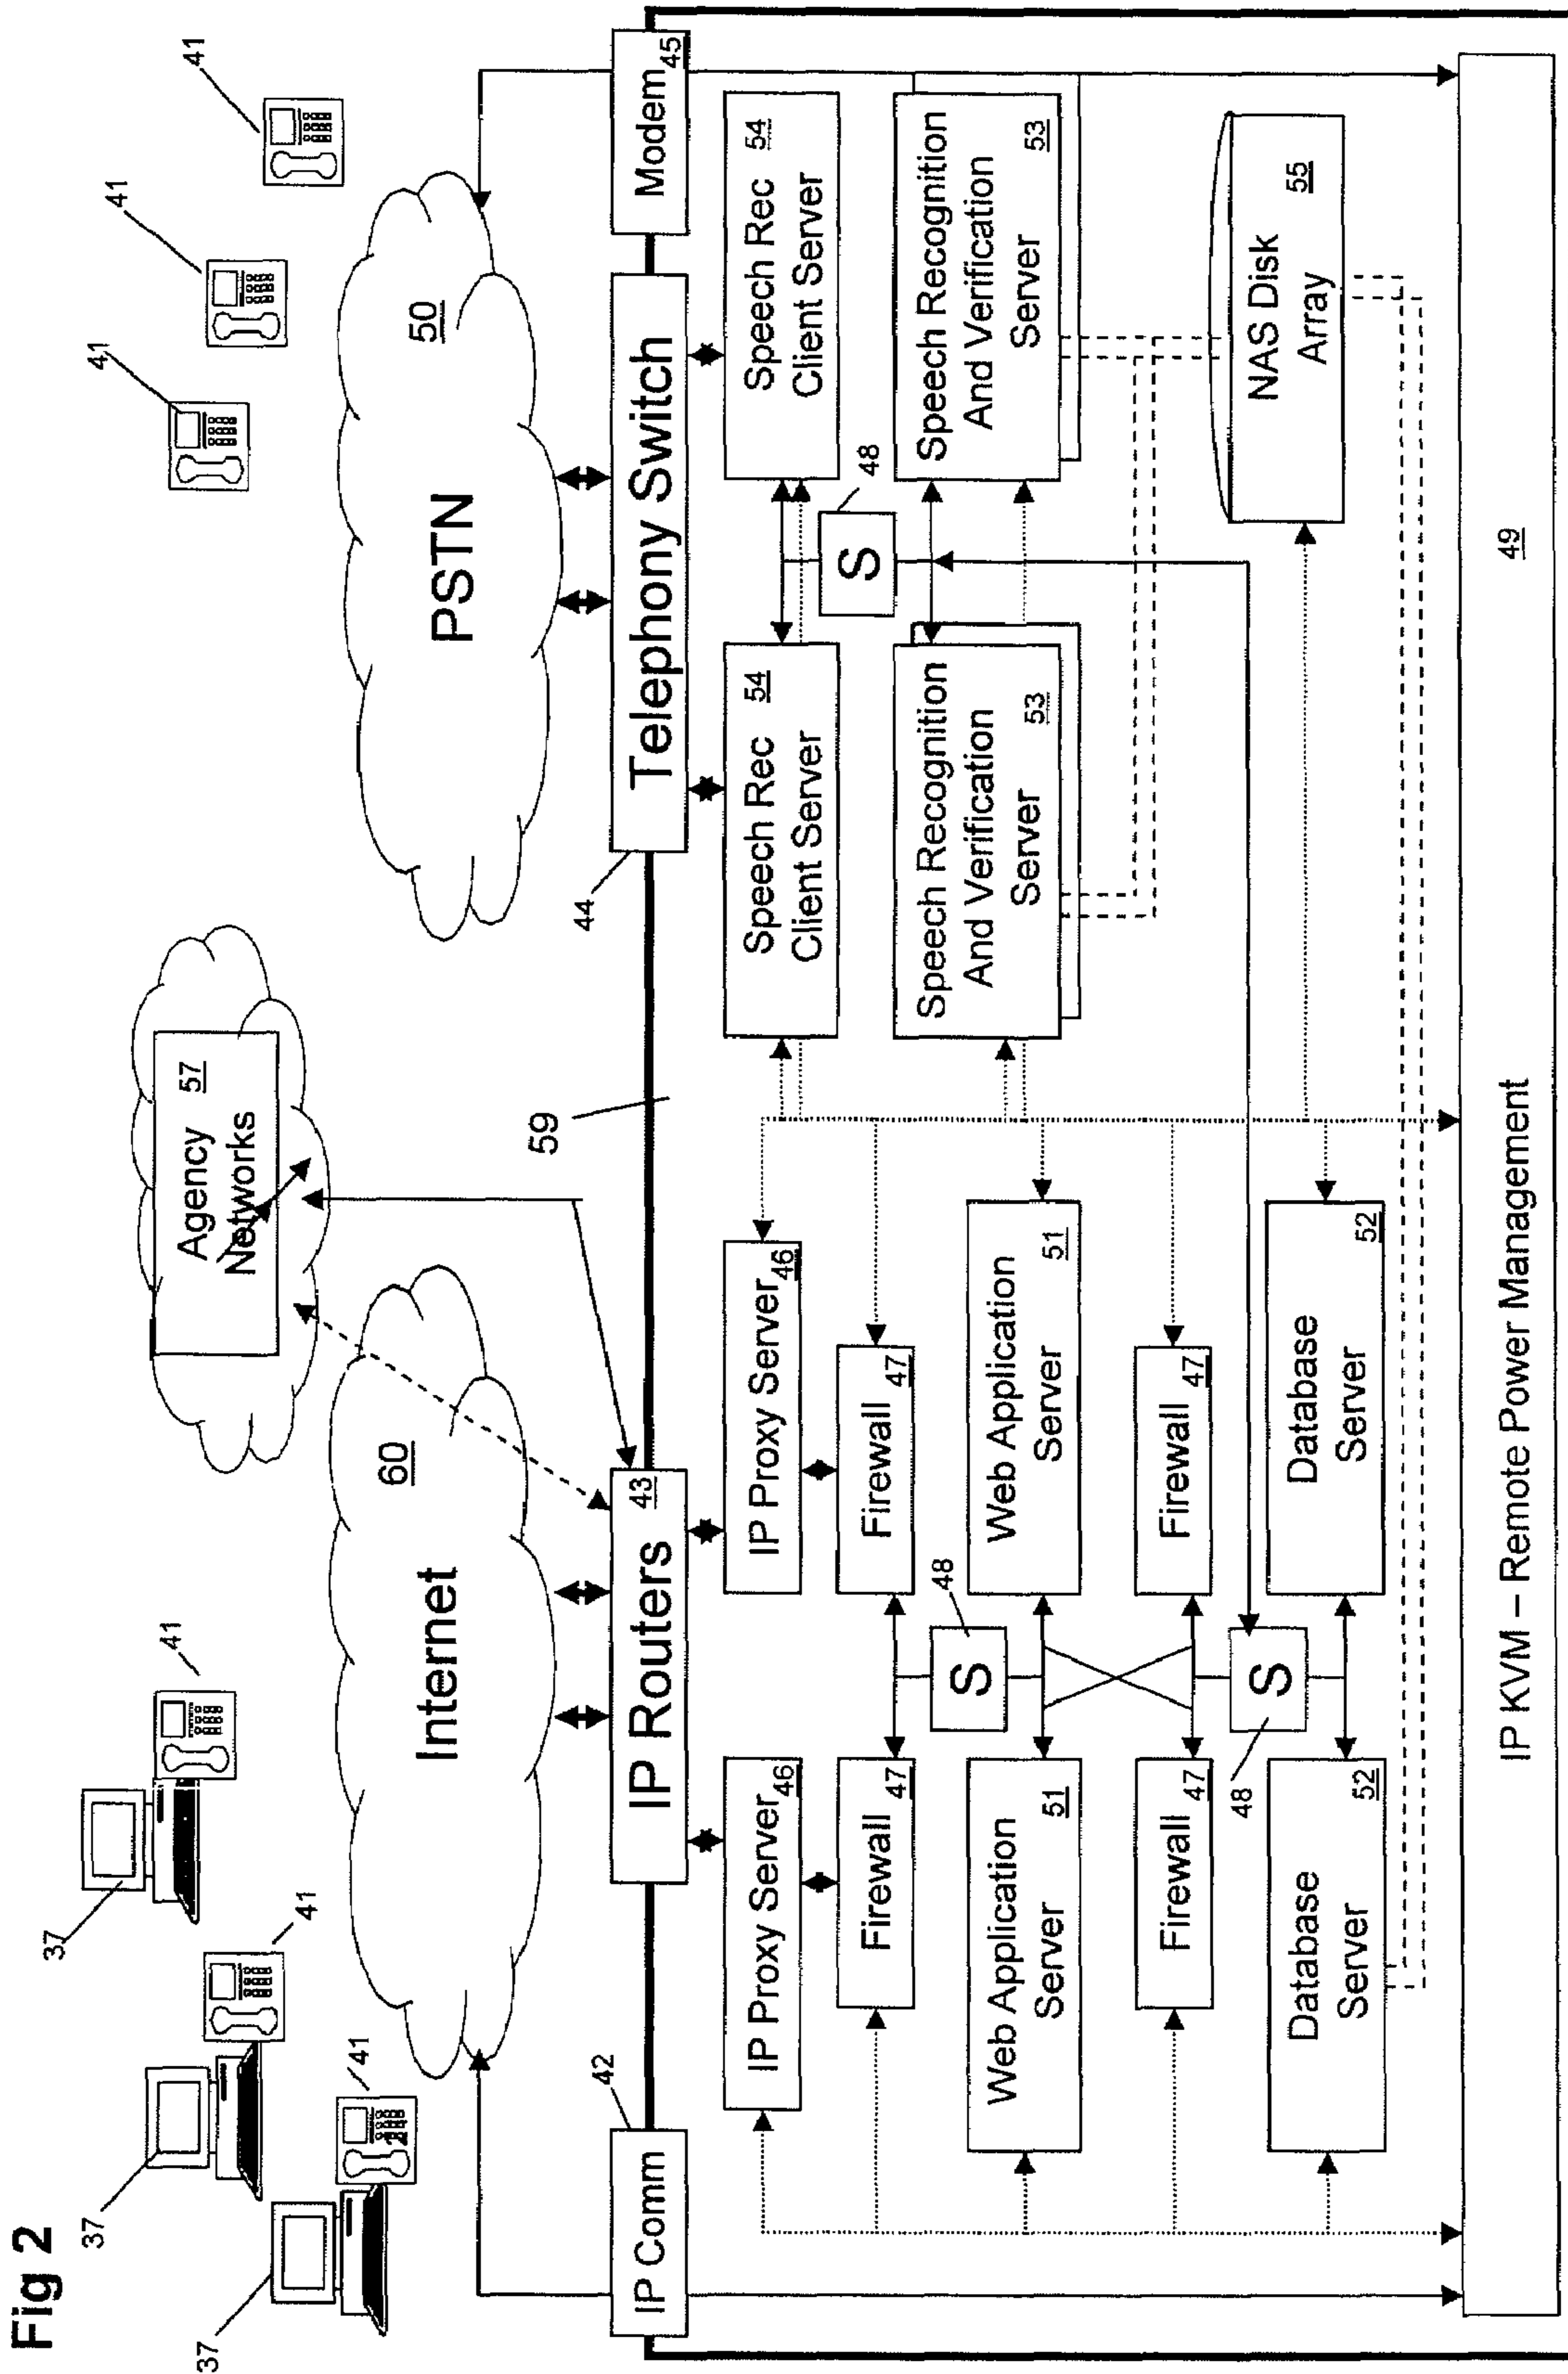 Fig 2
37
37
37
41
41
41
41
41
41
Internet
60
Agency
Networks
57
PSTN
50
IP Comm
42
IP Routers
43
59
44
Telephony Switch
Modem
45
IP Proxy Server
46
IP Proxy Server
46
Speech Rec
Client Server
54
Speech Rec
Client Server
54
Firewall
47
Firewall
47
S
48
S
48
Web Application
Server
51
Web Application
Server
51
Speech Recognition
And Verification
Server
53
Speech Recognition
And Verification
Server
53
Firewall
47
Firewall
47
S
48
Database
Server
52
Database
Server
52
NAS Disk
Array
55
IP KVM – Remote Power Management
49